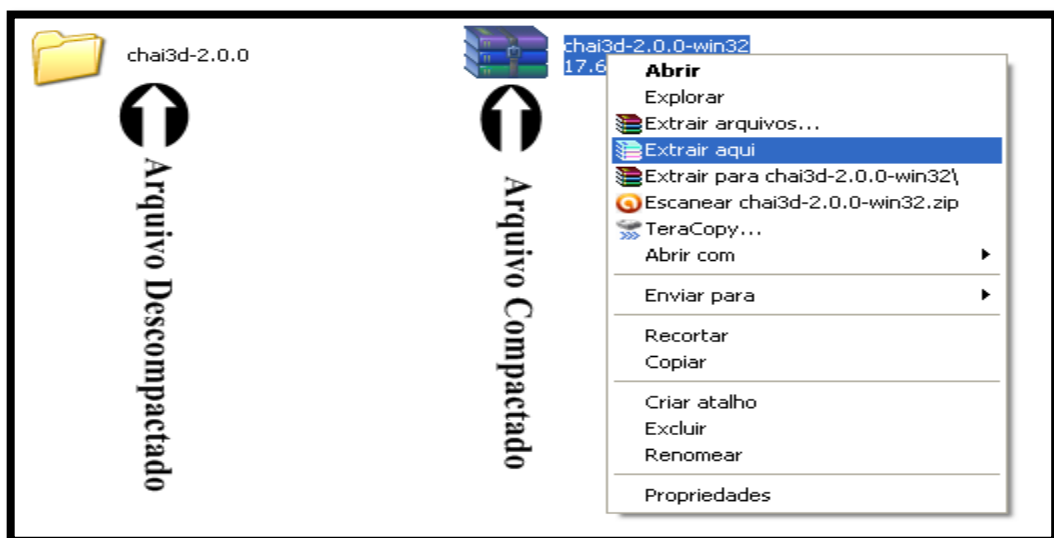 chai3d-2.0.0
Arquivo Descompactado
chai3d-2.0.0-win32
17.6
Arquivo Compactado
Abrir
Explorar
Extrair arquivos...
Extrair aqui
Extrair para chai3d-2.0.0-win32\
Escanear chai3d-2.0.0-win32.zip
TeraCopy...
Abrir com
Enviar para
Recortar
Copiar
Criar atalho
Excluir
Renomear
Propriedades